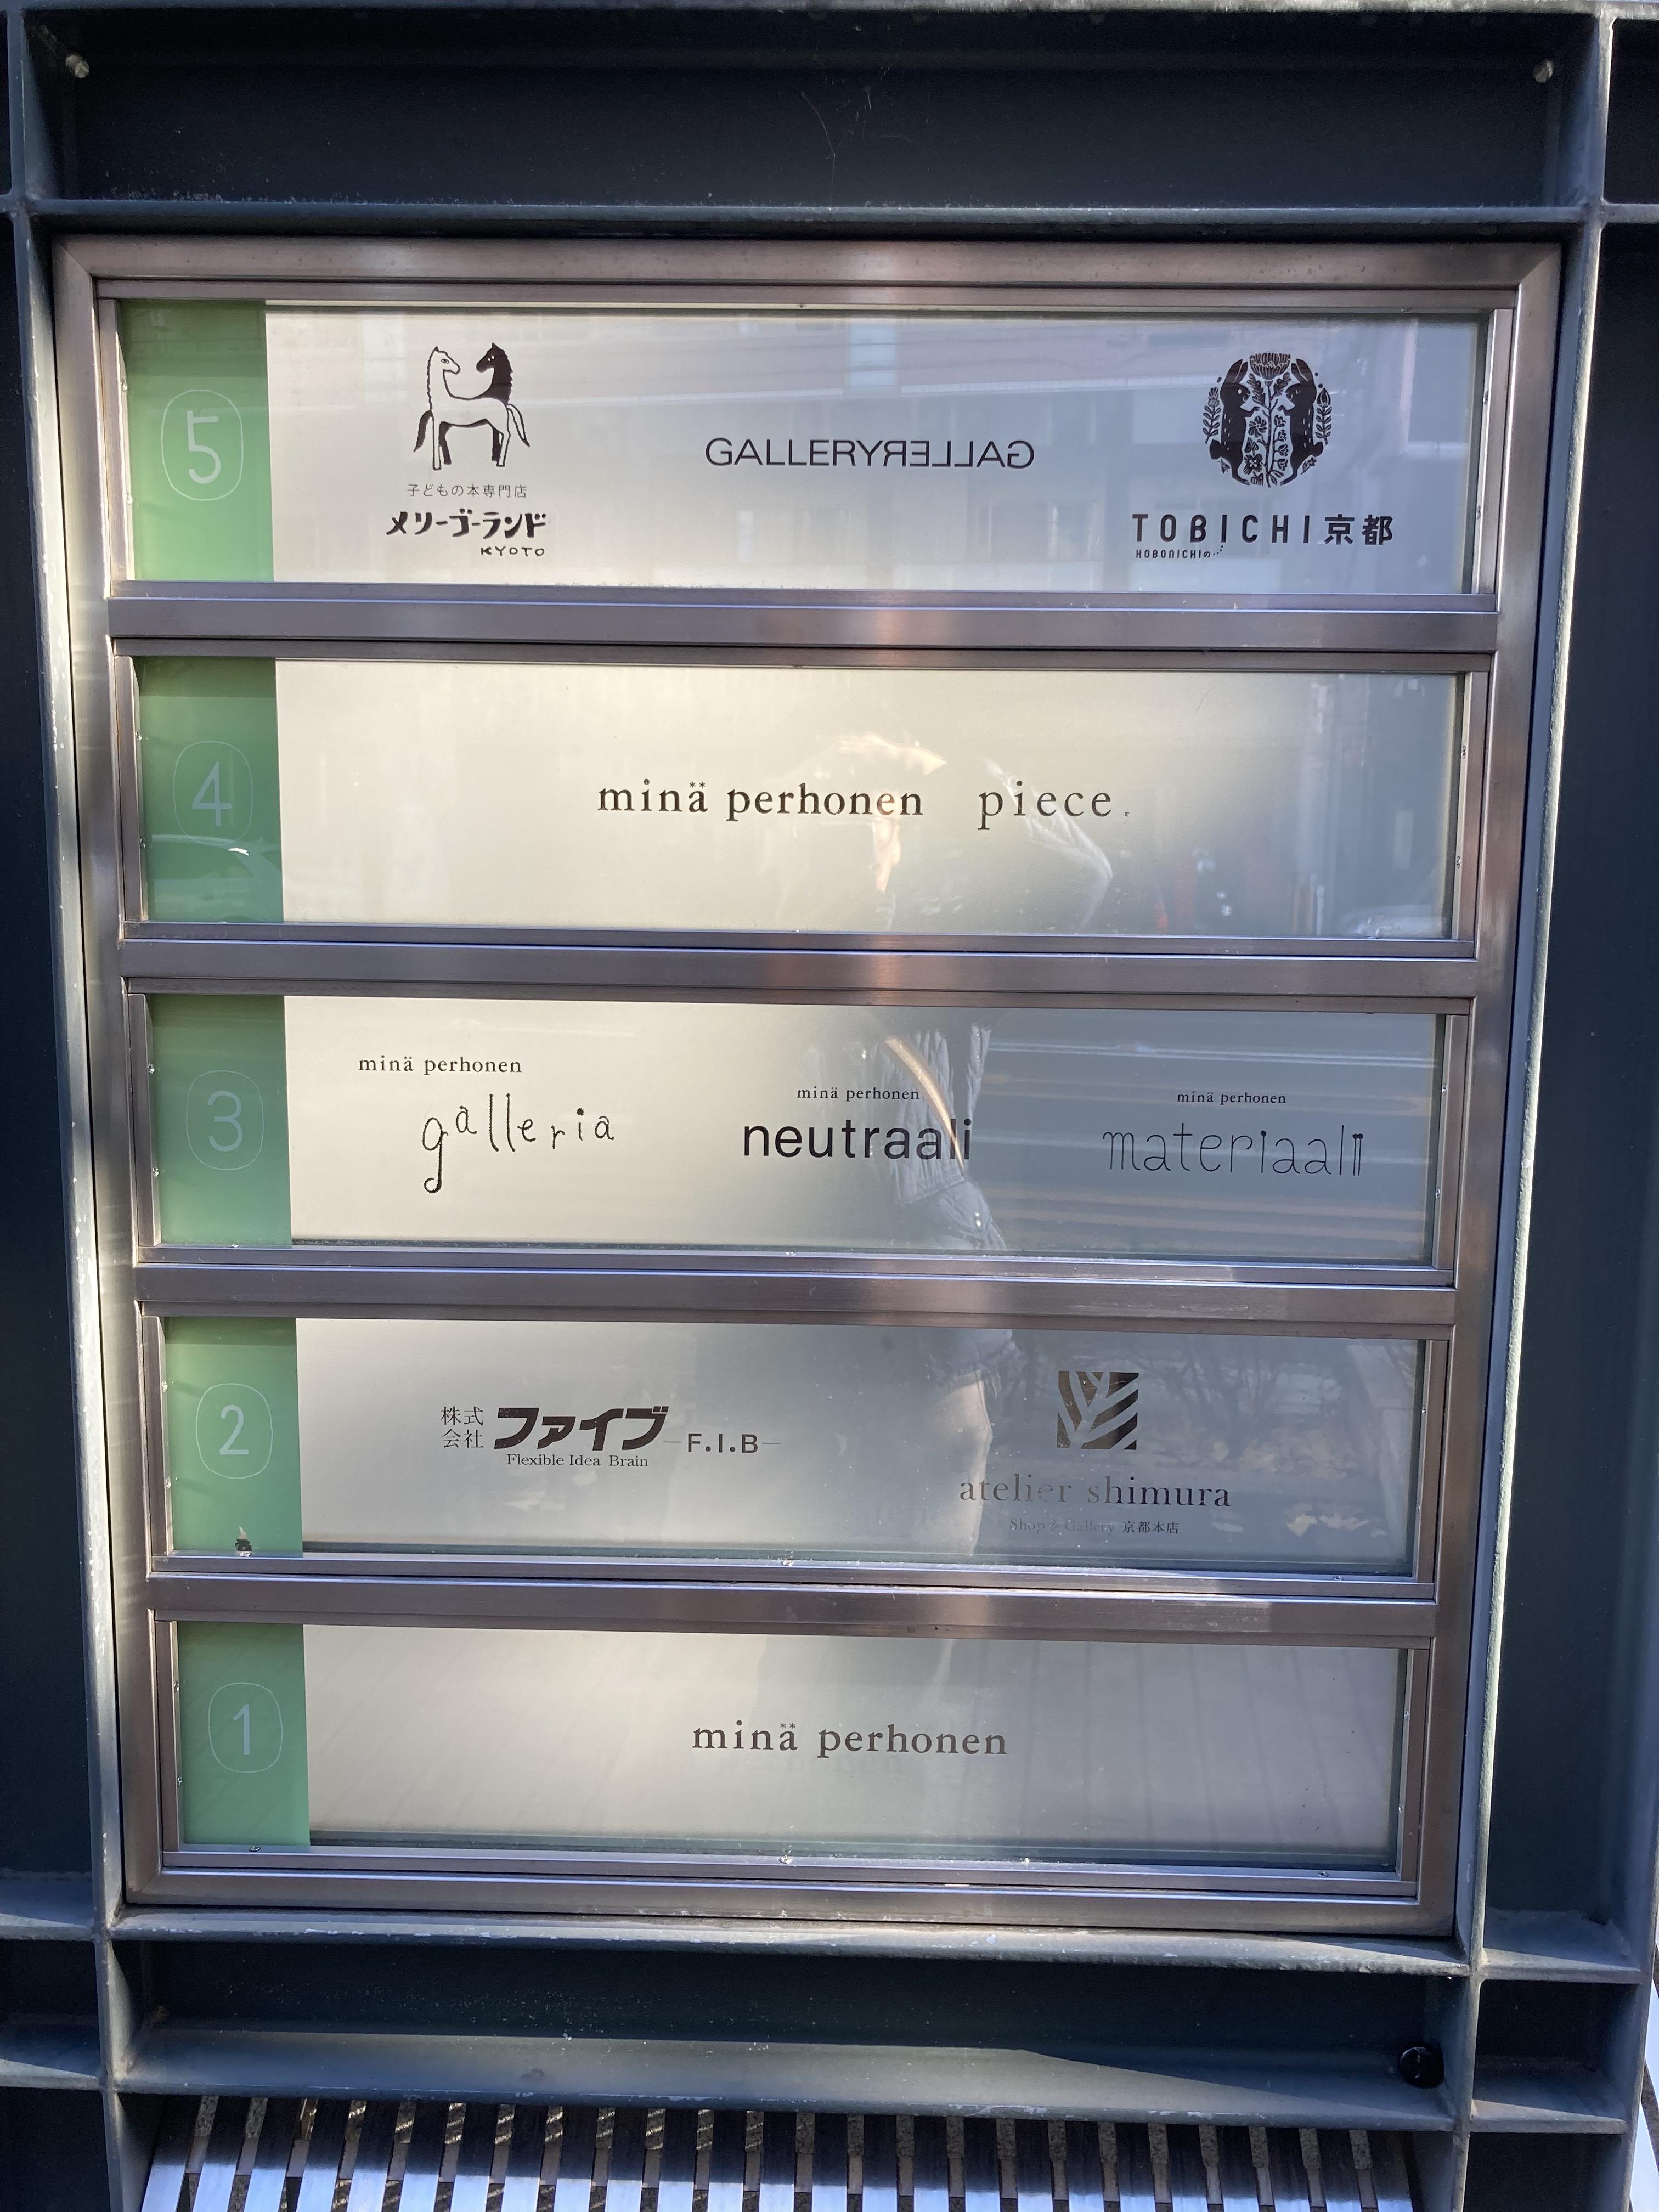 5
子どもの本専門店
メリーゴーランド
KYOTO
GALLERYYRELLAG
TOBICHI京都
HOBONICHIの
4
minä perhonen piece,
3
minä perhonen
galleria
minä perhonen
neutraali
minä perhonen
materiaali
2
株式
会社
ファイブ -F.I.B-
Flexible Idea Brain
atelier shimura
Shop & Gallery 京都本店
1
minä perhonen